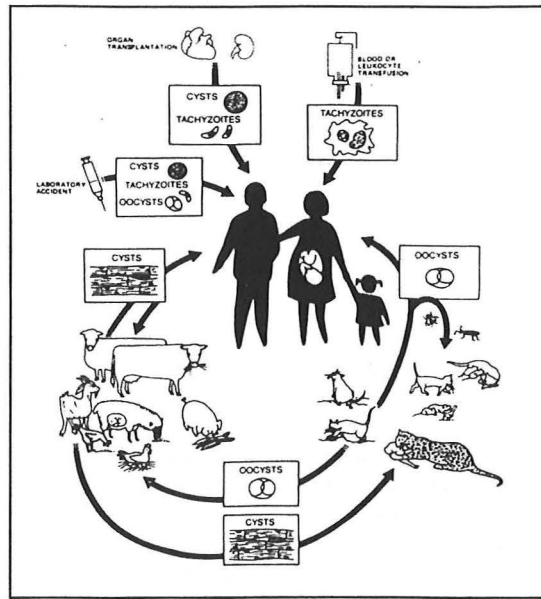 ORGAN
TRANSPLANTATION
BLOOD OR
LEUKOCYTE
TRANSFUSION
CYSTS
TACHYZOITES
TACHYZOITES
LABORATORY
ACCIDENT
CYSTS
TACHYZOITES
OOCYSTS
CYSTS
OOCYSTS
OOCYSTS
CYSTS